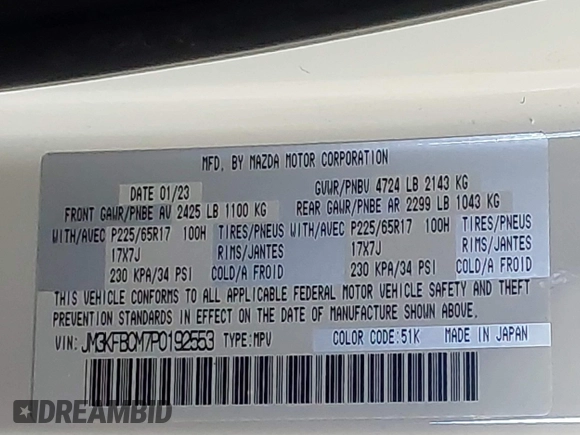 MFD. BY MAZDA MOTOR CORPORATION
DATE 01/23 GVWR/PNBV 4724 LB 2143 KG
FRONT GAWR/PNBE AV 2425 LB 1100 KG REAR GAWR/PNBE AR 2299 LB 1043 KG
WITH/AVEC P225/65R17 100H TIRES/PNEUS WITH/AVEC P225/65R17 100H TIRES/PNEUS
17X7J RIMS/JANTES 17X7J RIMS/JANTES
230 KPA/34 PSI COLD/A FROID 230 KPA/34 PSI COLD/A FROID
THIS VEHICLE CONFORMS TO ALL APPLICABLE FEDERAL MOTOR VEHICLE SAFETY AND THEFT
PREVENTION STANDARDS IN EFFECT ON THE DATE OF MANUFACTURE SHOWN ABOVE.
VIN: JM3KFBCM7P0192553 TYPE: MPV COLOR CODE: 51K MADE IN JAPAN
DREAMBID